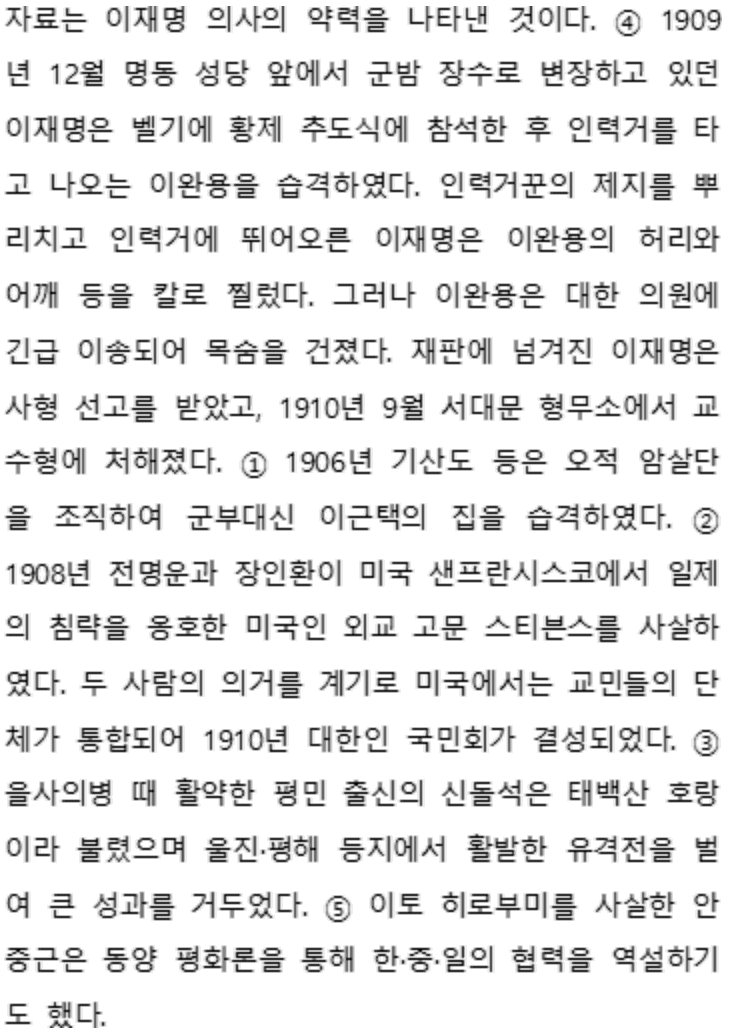 자료는 이재명 의사의 약력을 나타낸 것이다. ④ 1909
년 12월 명동 성당 앞에서 군밤 장수로 변장하고 있던
이재명은 벨기에 황제 추도식에 참석한 후 인력거를 타
고 나오는 이완용을 습격하였다. 인력거꾼의 제지를 뿌
리치고 인력거에 뛰어오른 이재명은 이완용의 허리와
어깨 등을 칼로 찔렀다. 그러나 이완용은 대한 의원에
긴급 이송되어 목숨을 건졌다. 재판에 넘겨진 이재명은
사형 선고를 받았고, 1910년 9월 서대문 형무소에서 교
수형에 처해졌다. ① 1906년 기산도 등은 오적 암살단
을 조직하여 군부대신 이근택의 집을 습격하였다. ②
1908년 전명운과 장인환이 미국 샌프란시스코에서 일제
의 침략을 옹호한 미국인 외교 고문 스티븐스를 사살하
였다. 두 사람의 의거를 계기로 미국에서는 교민들의 단
체가 통합되어 1910년 대한인 국민회가 결성되었다. ③
을사의병 때 활약한 평민 출신의 신돌석은 태백산 호랑
이라 불렸으며 울진·평해 등지에서 활발한 유격전을 벌
여 큰 성과를 거두었다. ⑤ 이토 히로부미를 사살한 안
중근은 동양 평화론을 통해 한·중·일의 협력을 역설하기
도 했다.